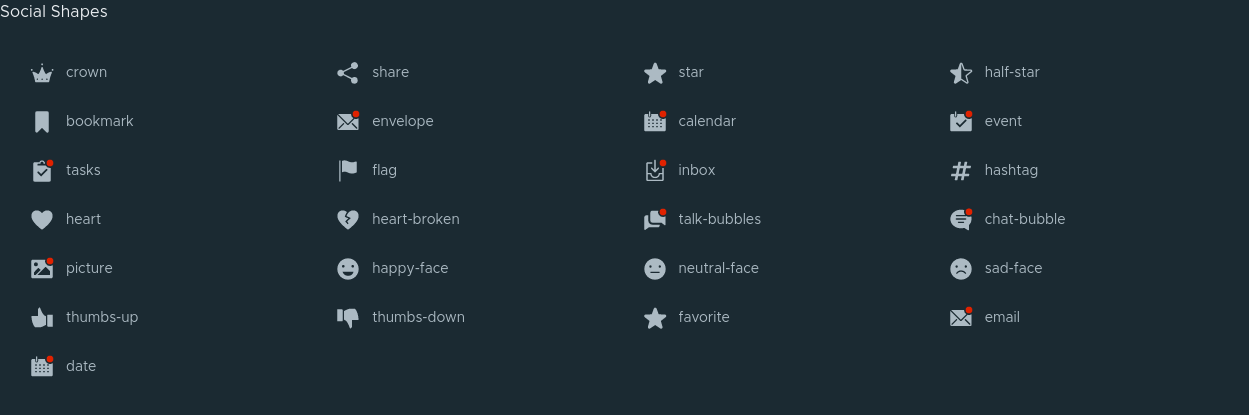 Social Shapes
crown share star half-star
bookmark envelope calendar event
tasks flag inbox hashtag
heart heart-broken talk-bubbles chat-bubble
picture happy-face neutral-face sad-face
thumbs-up thumbs-down favorite email
date